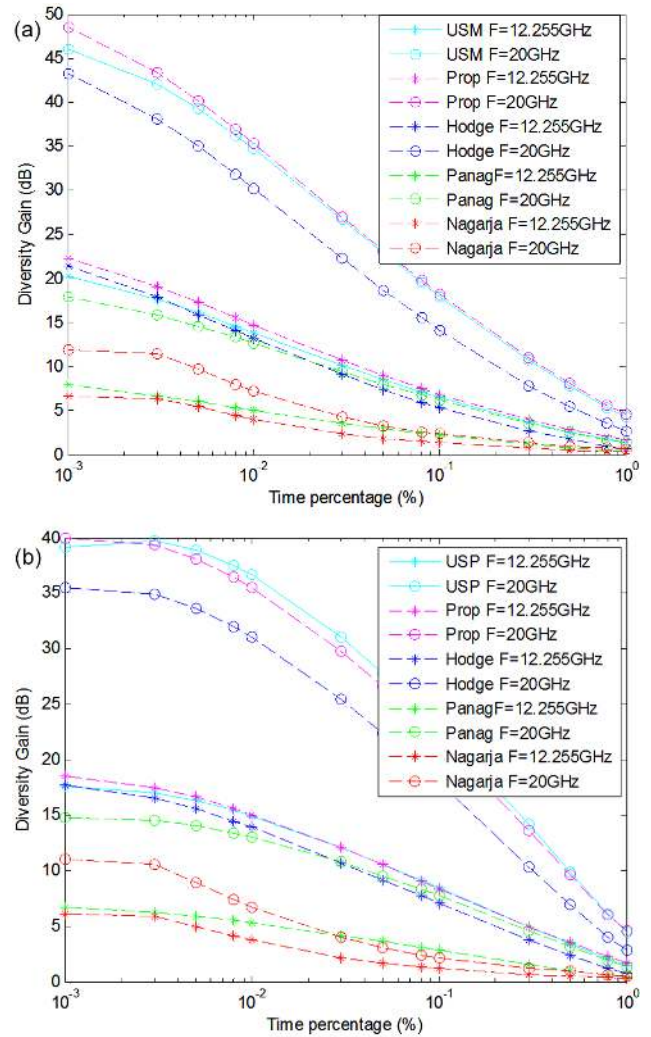 (a)
50
45
40
35
30
25
20
15
10
5
0
Diversity Gain (dB)
USM F=12.255GHz
USM F=20GHz
Prop F=12.255GHz
Prop F=20GHz
Hodge F=12.255GHz
Hodge F=20GHz
PanagF=12.255GHz
Panag F=20GHz
Nagarja F=12.255GHz
Nagarja F=20GHz
10^-3 10^-2 10^-1 10^0
Time percentage (%)
(b)
40
35
30
25
20
15
10
5
0
Diversity Gain (dB)
USP F=12.255GHz
USP F=20GHz
Prop F=12.255GHz
Prop F=20GHz
Hodge F=12.255GHz
Hodge F=20GHz
PanagF=12.255GHz
Panag F=20GHz
Nagarja F=12.255GHz
Nagarja F=20GHz
10^-3 10^-2 10^-1 10^0
Time percentage (%)